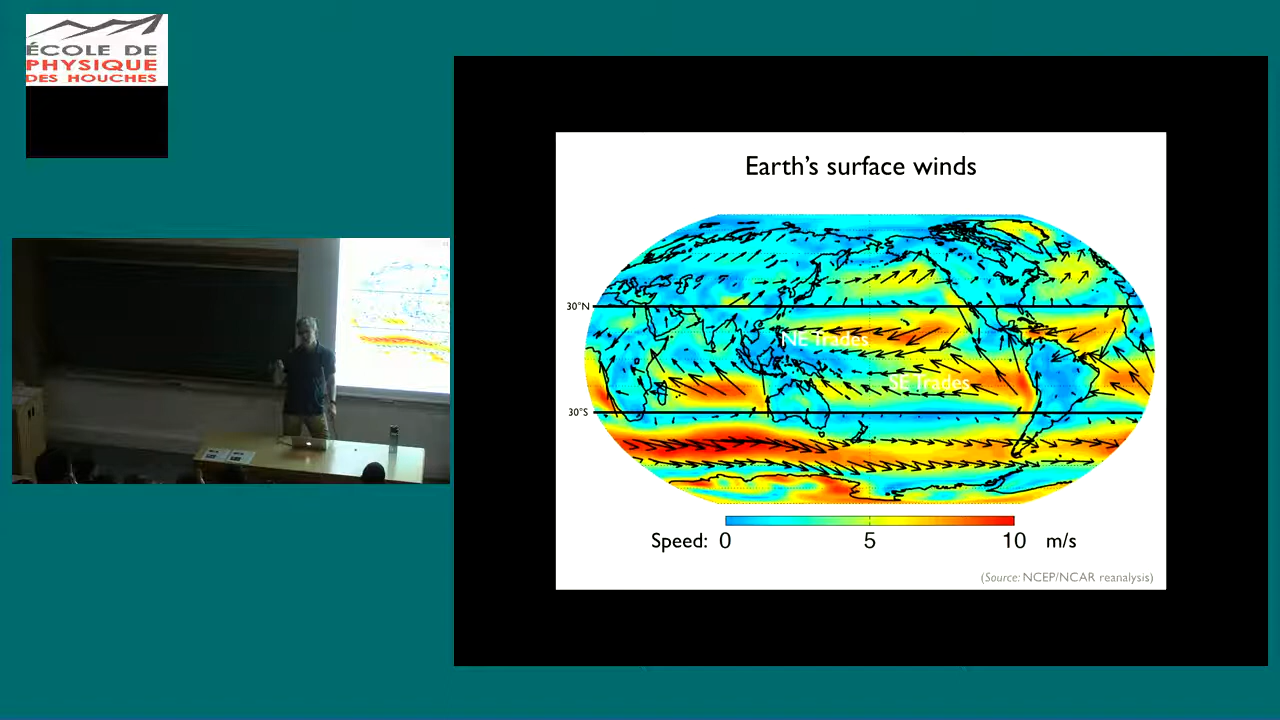 ÉCOLE DE
PHYSIQUE
DES HOUCHES
Earth's surface winds
30°N
NE Trades
SE Trades
30°S
Speed: 0 5 10 m/s
(Source: NCEP/NCAR reanalysis)